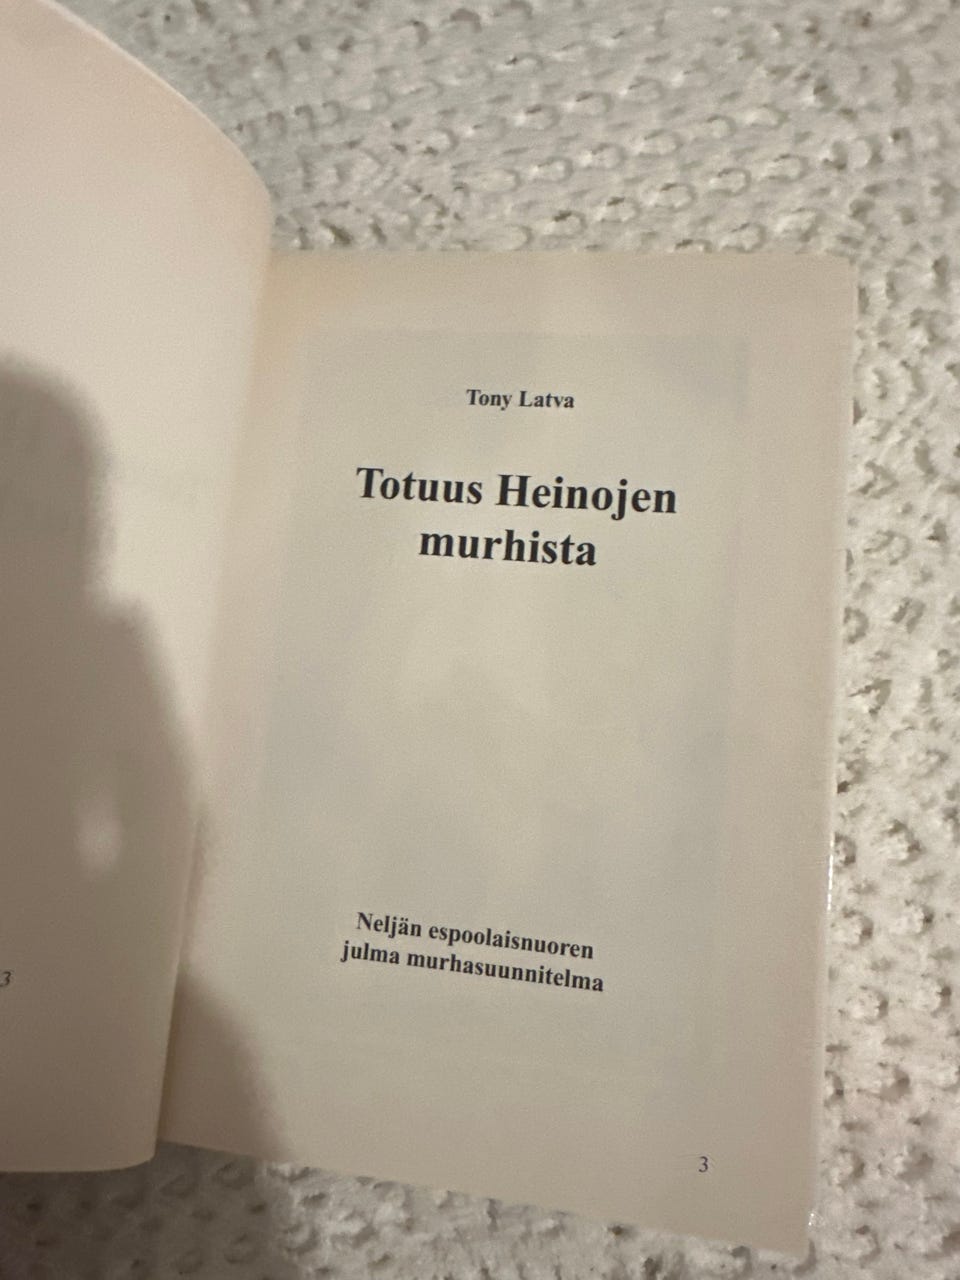 3
Tony Latva
Totuus Heinojen
murhista
Neljän espoolaisnuoren
julma murhasuunnitelma
3